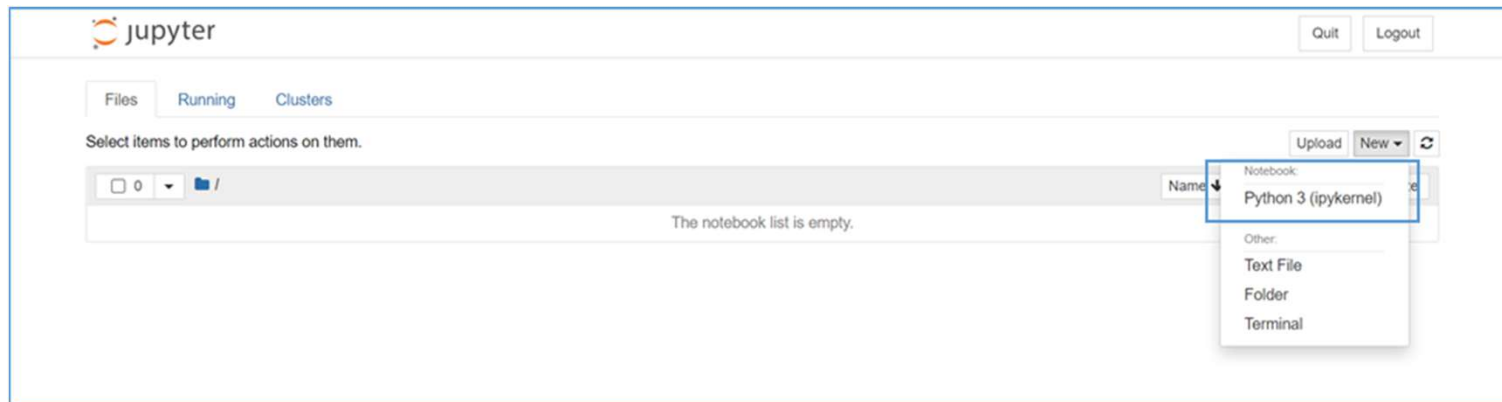 jupyter
Quit Logout
Files Running Clusters
Select items to perform actions on them.
Upload New
0 / Name
Notebook:
Python 3 (ipykernel)
The notebook list is empty.
Other:
Text File
Folder
Terminal